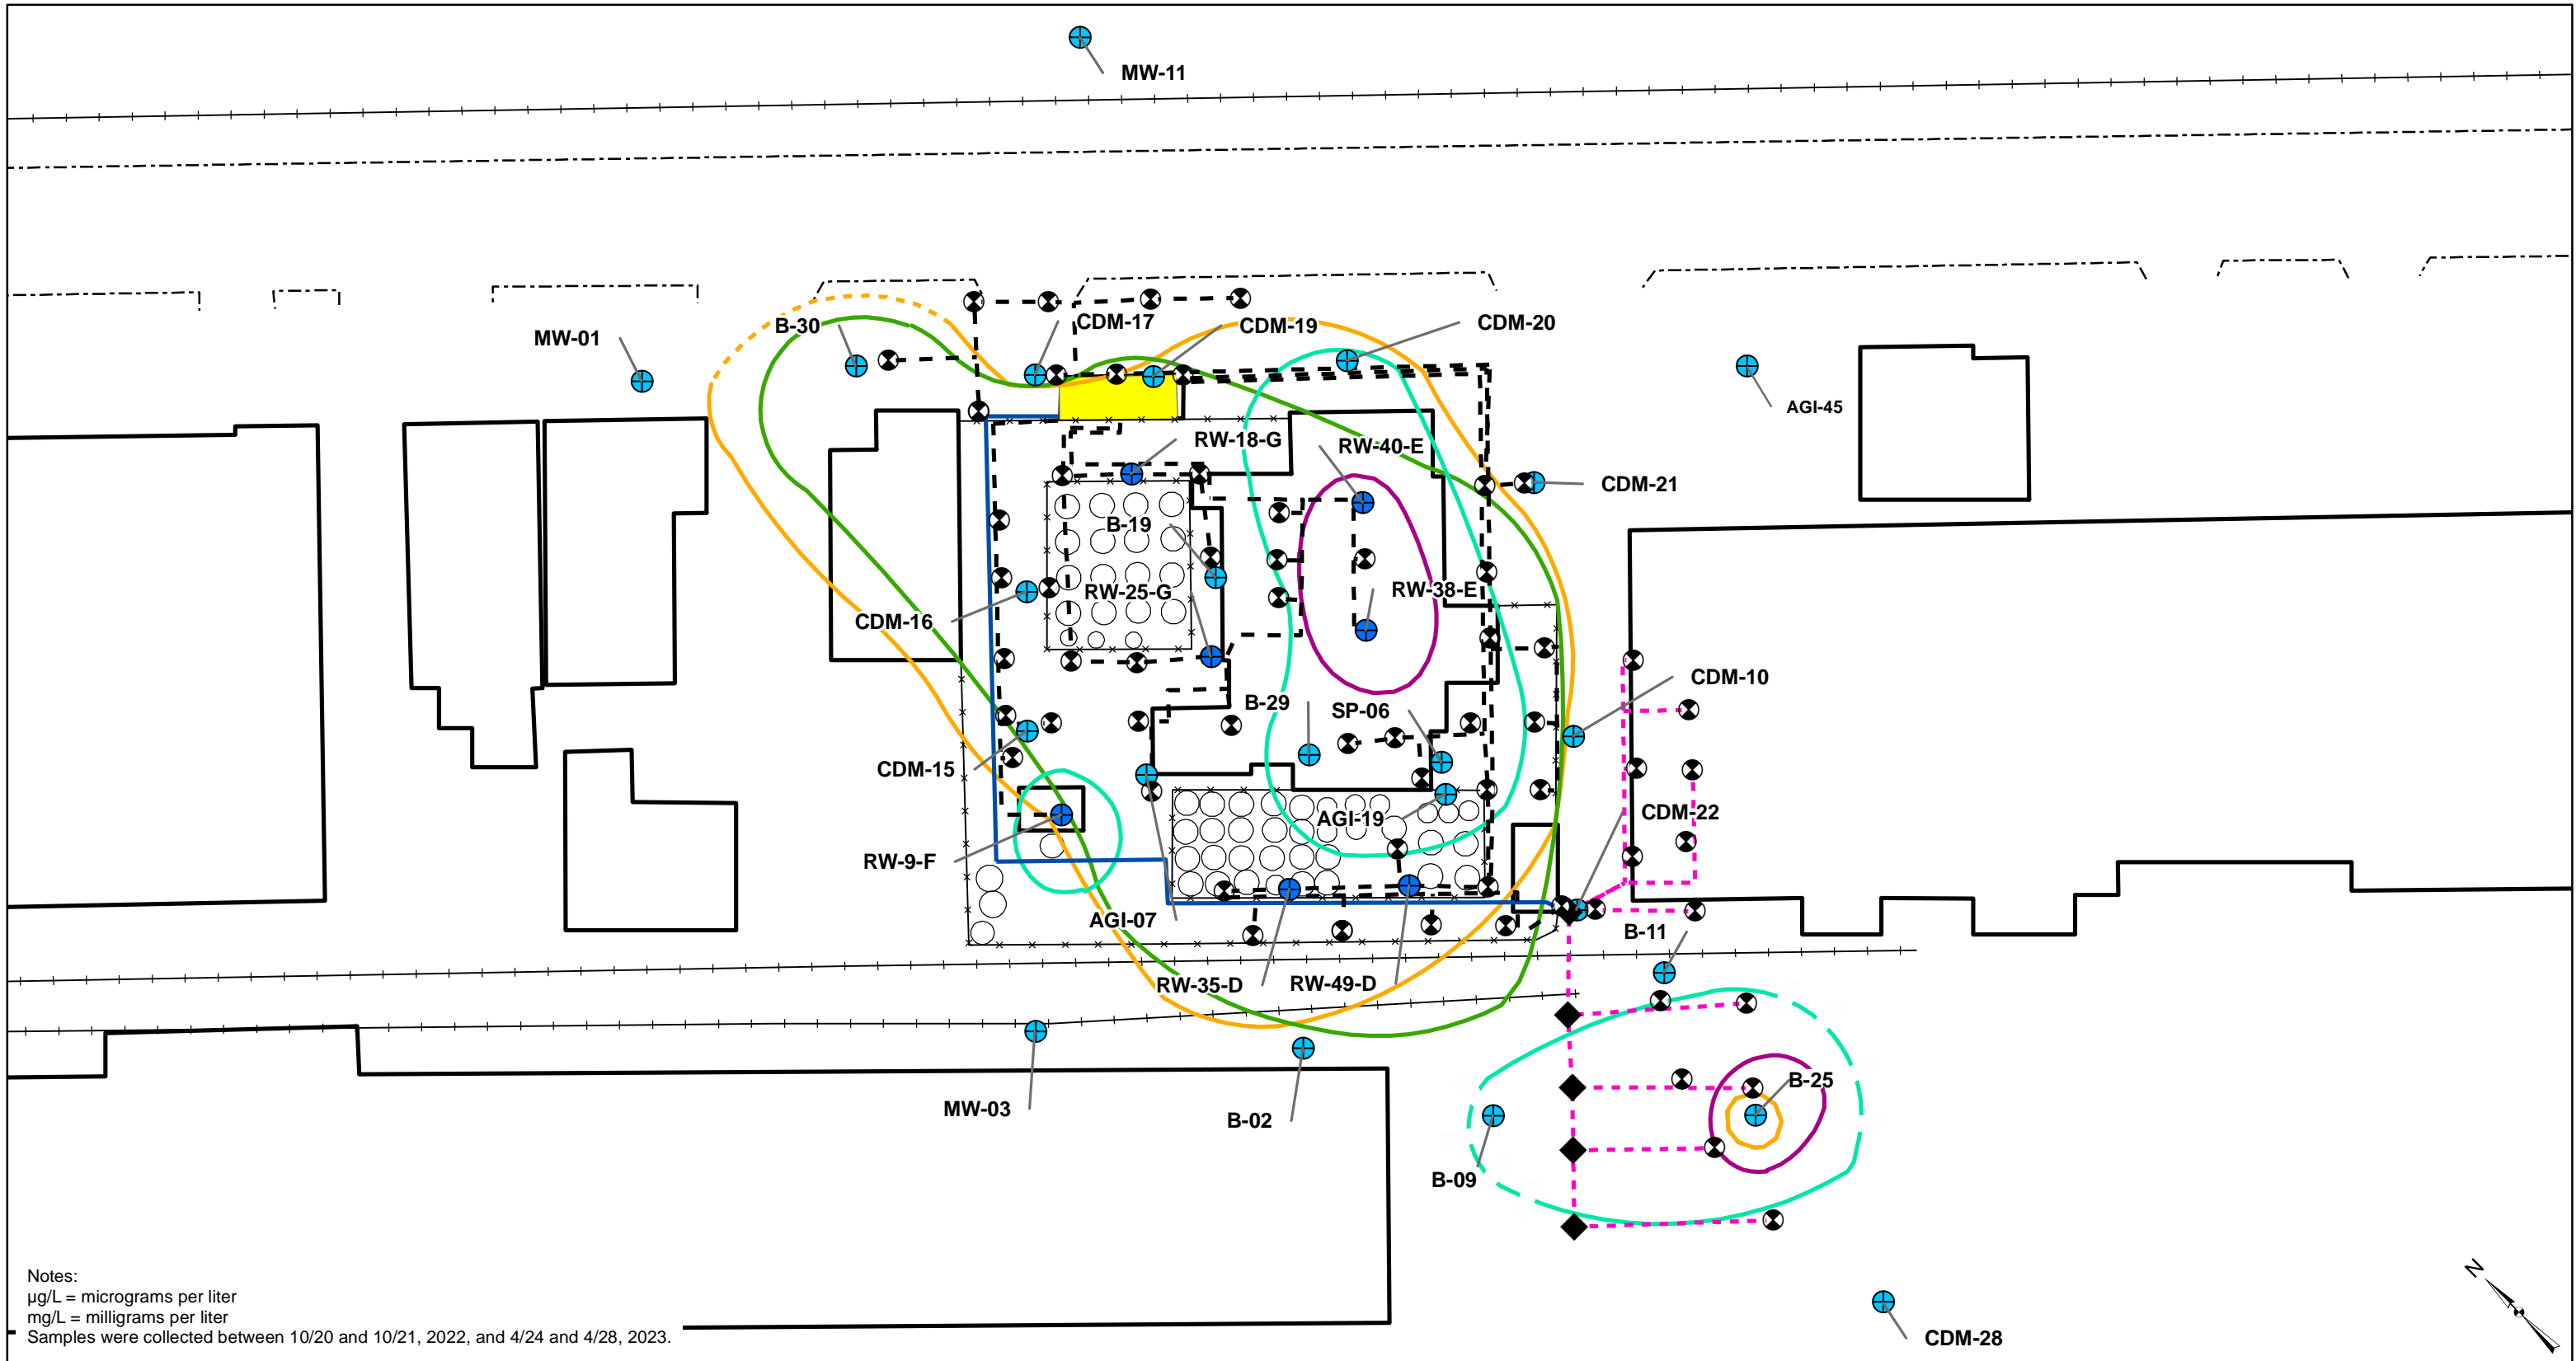 MW-11
B-30
CDM-17
CDM-19
CDM-20
MW-01
AGI-45
RW-18-G
RW-40-E
CDM-21
B-19
RW-25-G
RW-38-E
CDM-16
CDM-10
B-29
SP-06
CDM-15
AGI-19
CDM-22
RW-9-F
AGI-07
B-11
RW-35-D
RW-49-D
B-25
MW-03
B-02
B-09
N
CDM-28
Notes:
µg/L = micrograms per liter
mg/L = milligrams per liter
Samples were collected between 10/20 and 10/21, 2022, and 4/24 and 4/28, 2023.